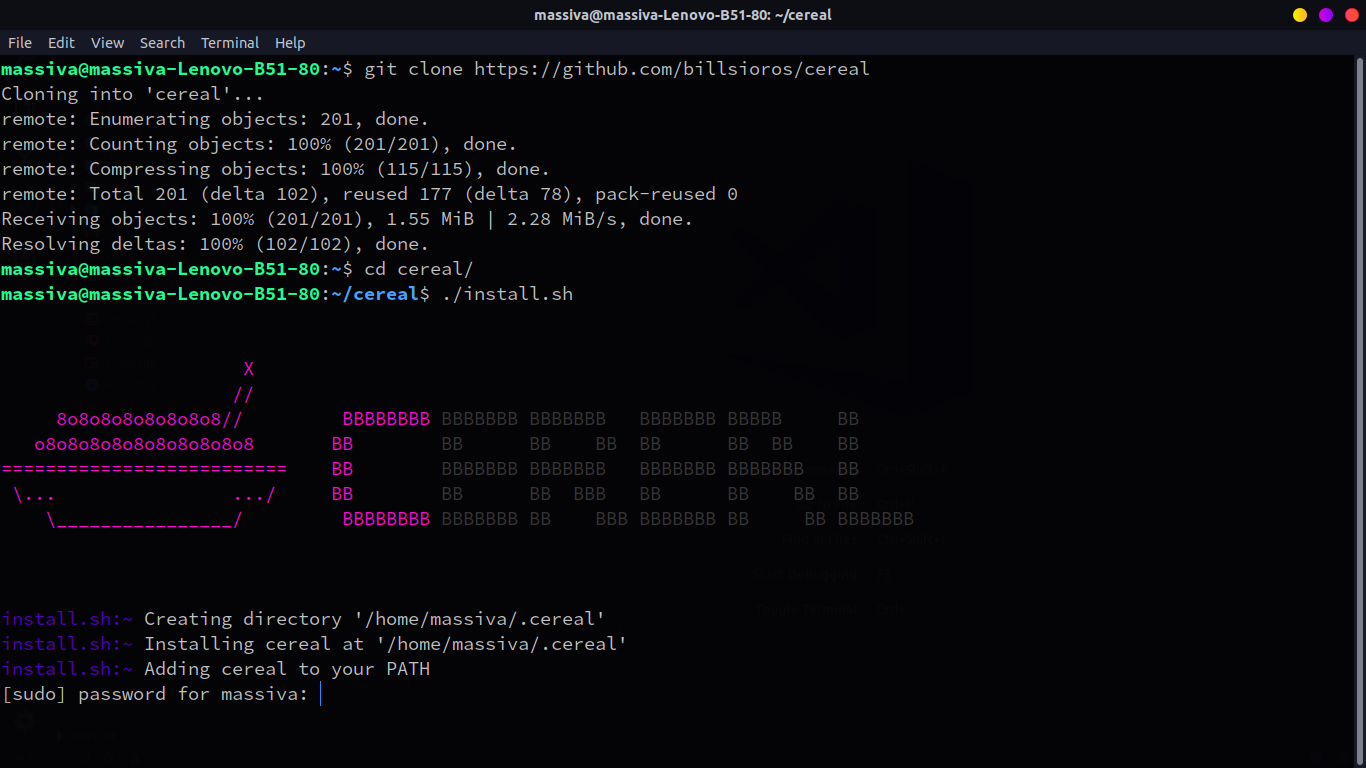 massiva@massiva-Lenovo-B51-80: ~/cereal
File Edit View Search Terminal Help
massiva@massiva-Lenovo-B51-80:~$ git clone https://github.com/billsioros/cereal
Cloning into 'cereal'...
remote: Enumerating objects: 201, done.
remote: Counting objects: 100% (201/201), done.
remote: Compressing objects: 100% (115/115), done.
remote: Total 201 (delta 102), reused 177 (delta 78), pack-reused 0
Receiving objects: 100% (201/201), 1.55 MiB | 2.28 MiB/s, done.
Resolving deltas: 100% (102/102), done.
massiva@massiva-Lenovo-B51-80:~$ cd cereal/
massiva@massiva-Lenovo-B51-80:~/cereal$ ./install.sh
                      X
                     //
     8o8o8o8o8o8o8o8//         BBBBBBBB BBBBBBB BBBBBBB   BBBBBBB BBBBB     BB
   o8o8o8o8o8o8o8o8o8o8       BB        BB      BB    BB  BB      BB  BB    BB
==========================    BB        BBBBBBB BBBBBBB   BBBBBBB BBBBBBB   BB
 \...                .../     BB        BB      BB  BBB   BB      BB    BB  BB
    \________________/         BBBBBBBB BBBBBBB BB    BBB BBBBBBB BB     BB BBBBBBB
install.sh:~ Creating directory '/home/massiva/.cereal'
install.sh:~ Installing cereal at '/home/massiva/.cereal'
install.sh:~ Adding cereal to your PATH
[sudo] password for massiva: